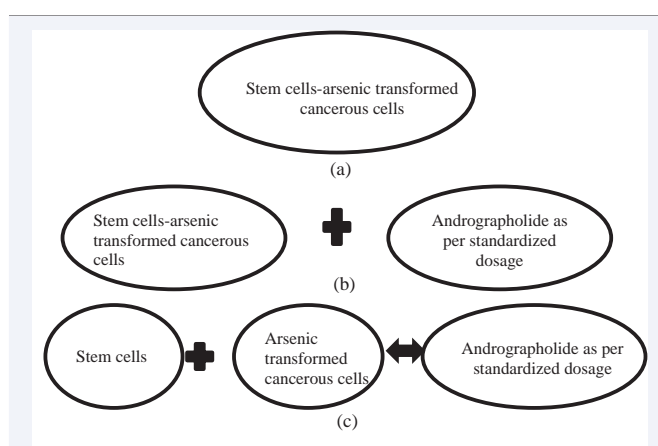 Stem cells-arsenic transformed
cancerous cells
(a)
Stem cells-arsenic
transformed cancerous
cells
Andrographolide as
per standardized
dosage
(b)
Stem cells
Arsenic
transformed
cancerous cells
Andrographolide as per
standardized dosage
(c)